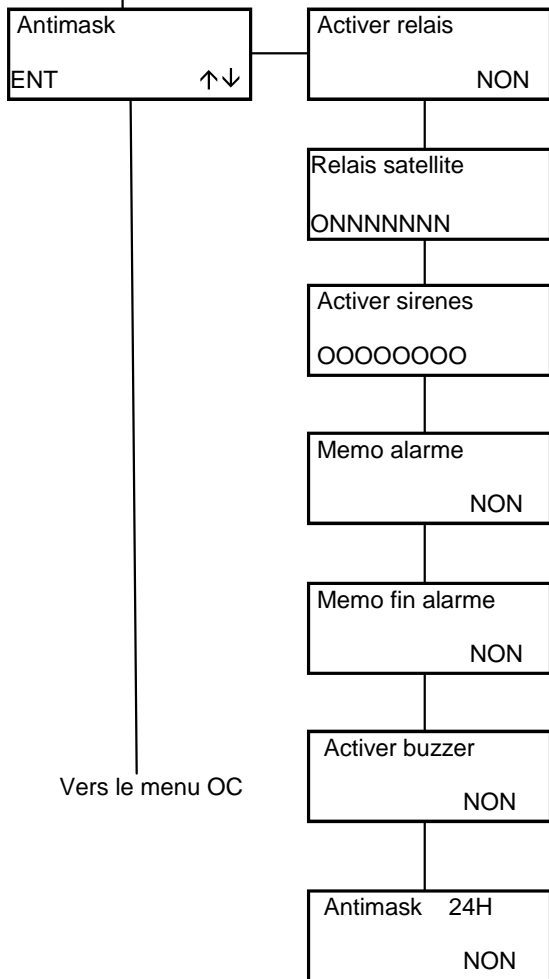 Antimask
ENT ↑↓
Activer relais
NON
Relais satellite
ONNNNNNN
Activer sirenes
OOOOOOOO
Memo alarme
NON
Memo fin alarme
NON
Activer buzzer
NON
Vers le menu OC
Antimask 24H
NON